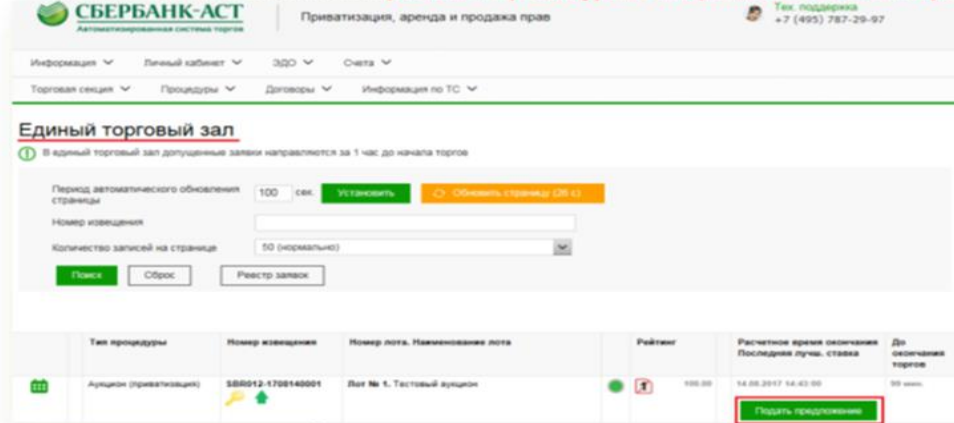 СБЕРБАНК-АСТ
Автоматизированная система торгов
Приватизация, аренда и продажа прав
Тех. поддержка
+7 (495) 787-29-97
Информация Личный кабинет ЭДО Счета
Торговая секция Процедуры Договоры Информация по ТС
Единый торговый зал
В единый торговый зал допущенные заявки направляются за 1 час до начала торгов
Период автоматического обновления страницы 100 сек. Установить Обновить страницу (26 с)
Номер извещения
Количество записей на странице 50 (нормально)
Поиск Сброс Реестр заявок
Тип процедуры Номер извещения Номер лота. Наименование лота Рейтинг Расчетное время окончания До
Последняя лучш. ставка окончания
торгов
Аукцион (приватизация) SBR012-1708140001 Лот № 1. Тестовый аукцион 1 100.00 14.08.2017 14:43:00 мин.
Подать предложение